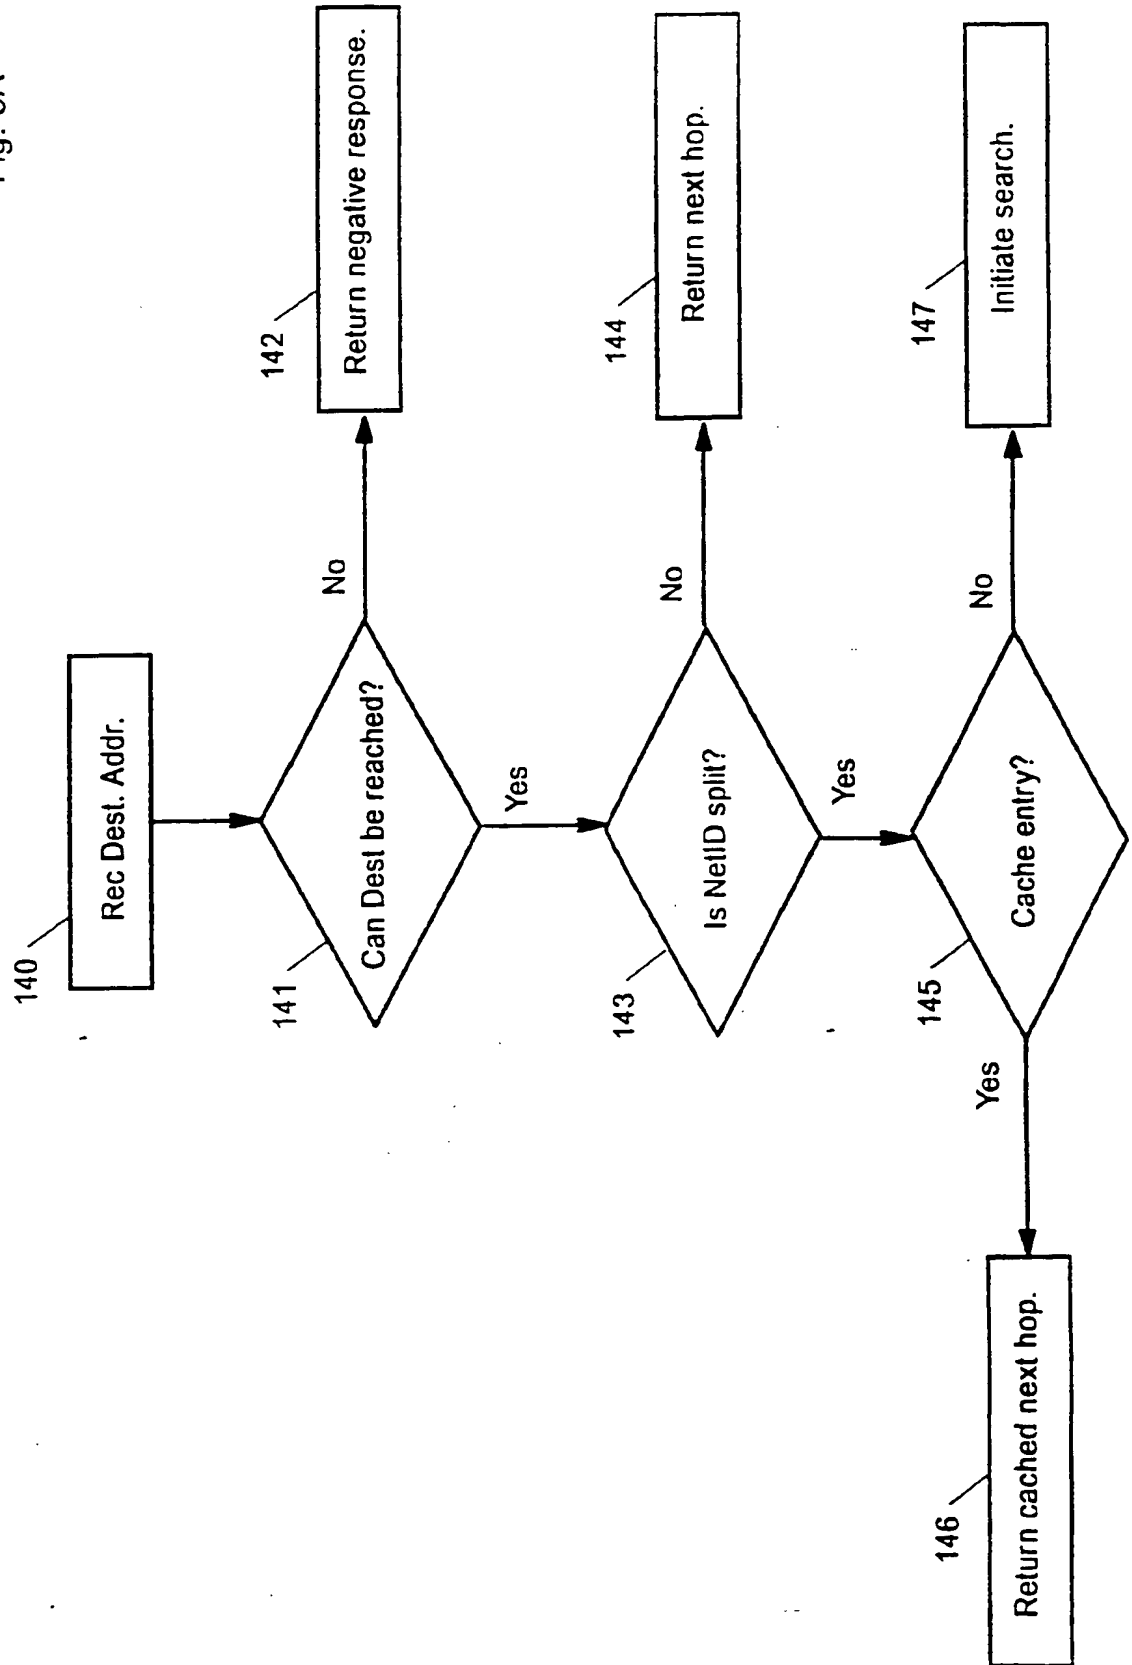 140
Rec Dest. Addr.
141
Can Dest be reached?
No
142
Return negative response.
Yes
143
Is NetID split?
No
144
Return next hop.
Yes
145
Cache entry?
No
147
Initiate search.
Yes
146
Return cached next hop.